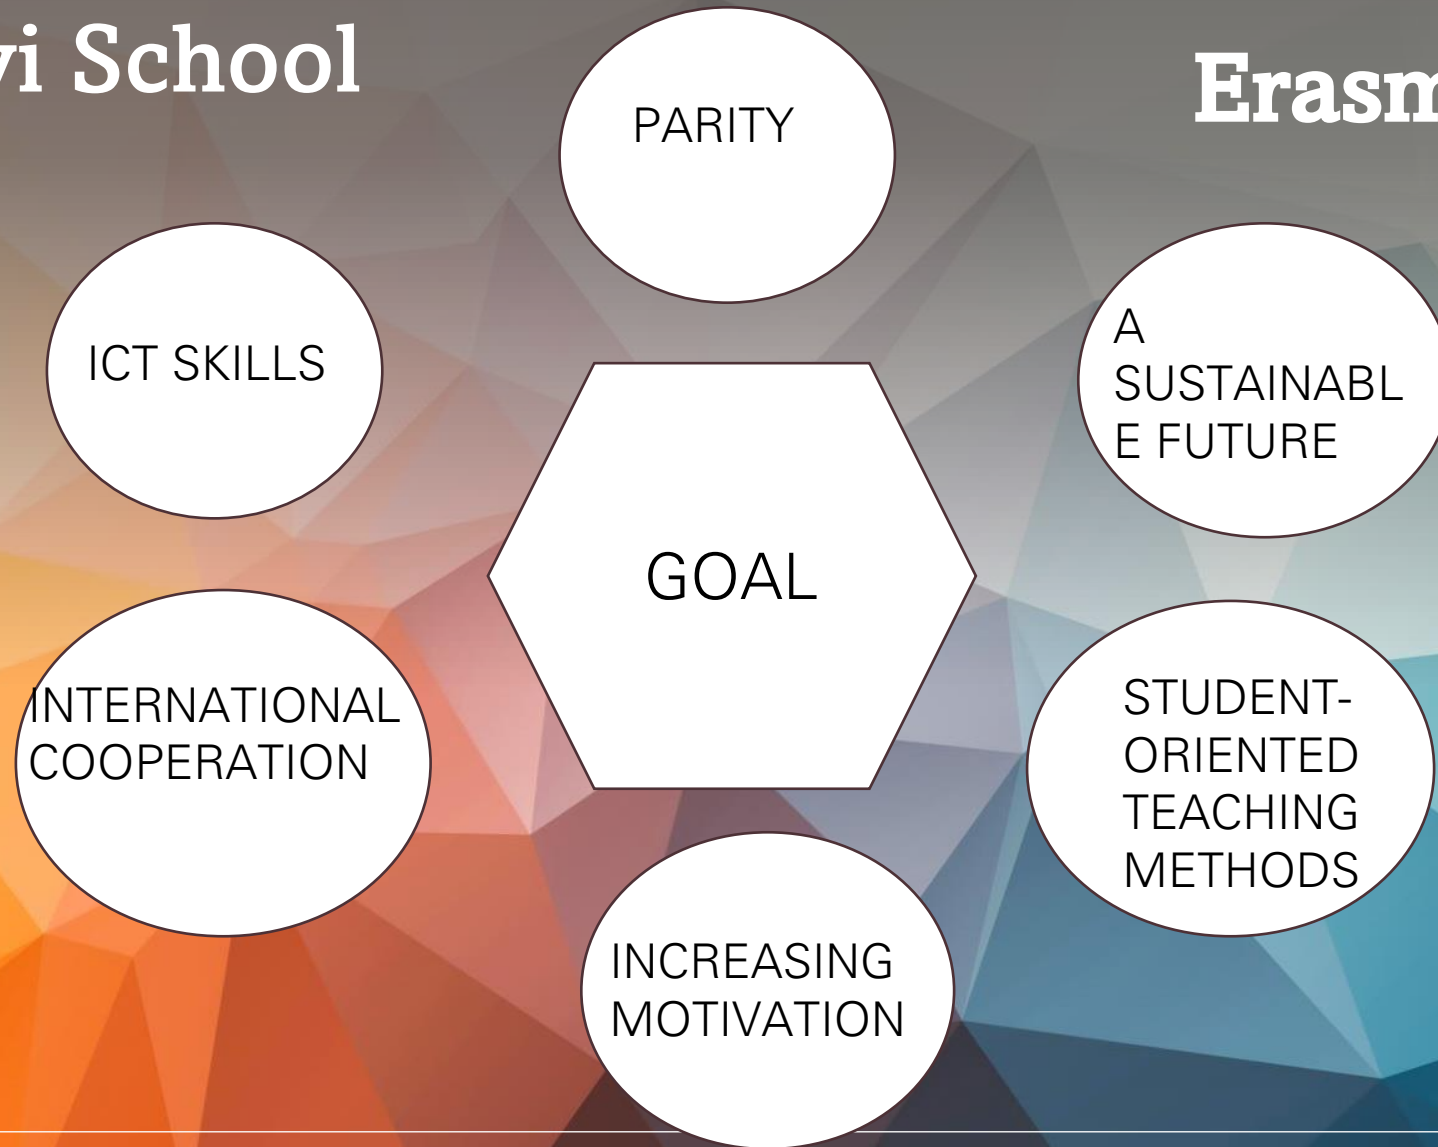 vi School
Erasm
PARITY
ICT SKILLS
A
SUSTAINABL
E FUTURE
GOAL
INTERNATIONAL
COOPERATION
STUDENT-
ORIENTED
TEACHING
METHODS
INCREASING
MOTIVATION